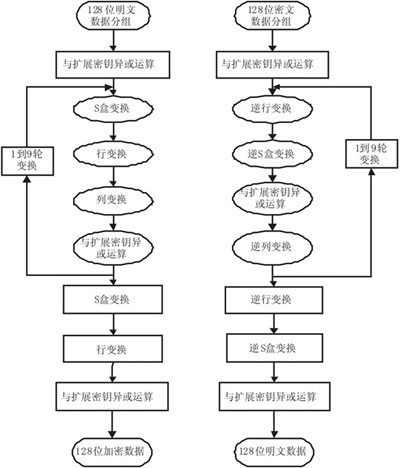 128位明文
数据分组
与扩展密钥异或运算
S盒变换
行变换
列变换
与扩展密钥异
或运算
1到9轮
变换
S盒变换
行变换
与扩展密钥异或运算
128位加密数据
128位密文
数据分组
与扩展密钥异或运算
逆行变换
逆S盒变换
与扩展密钥异
或运算
逆列变换
1到9轮
变换
逆行变换
逆S盒变换
与扩展密钥异或运算
128位明文数据